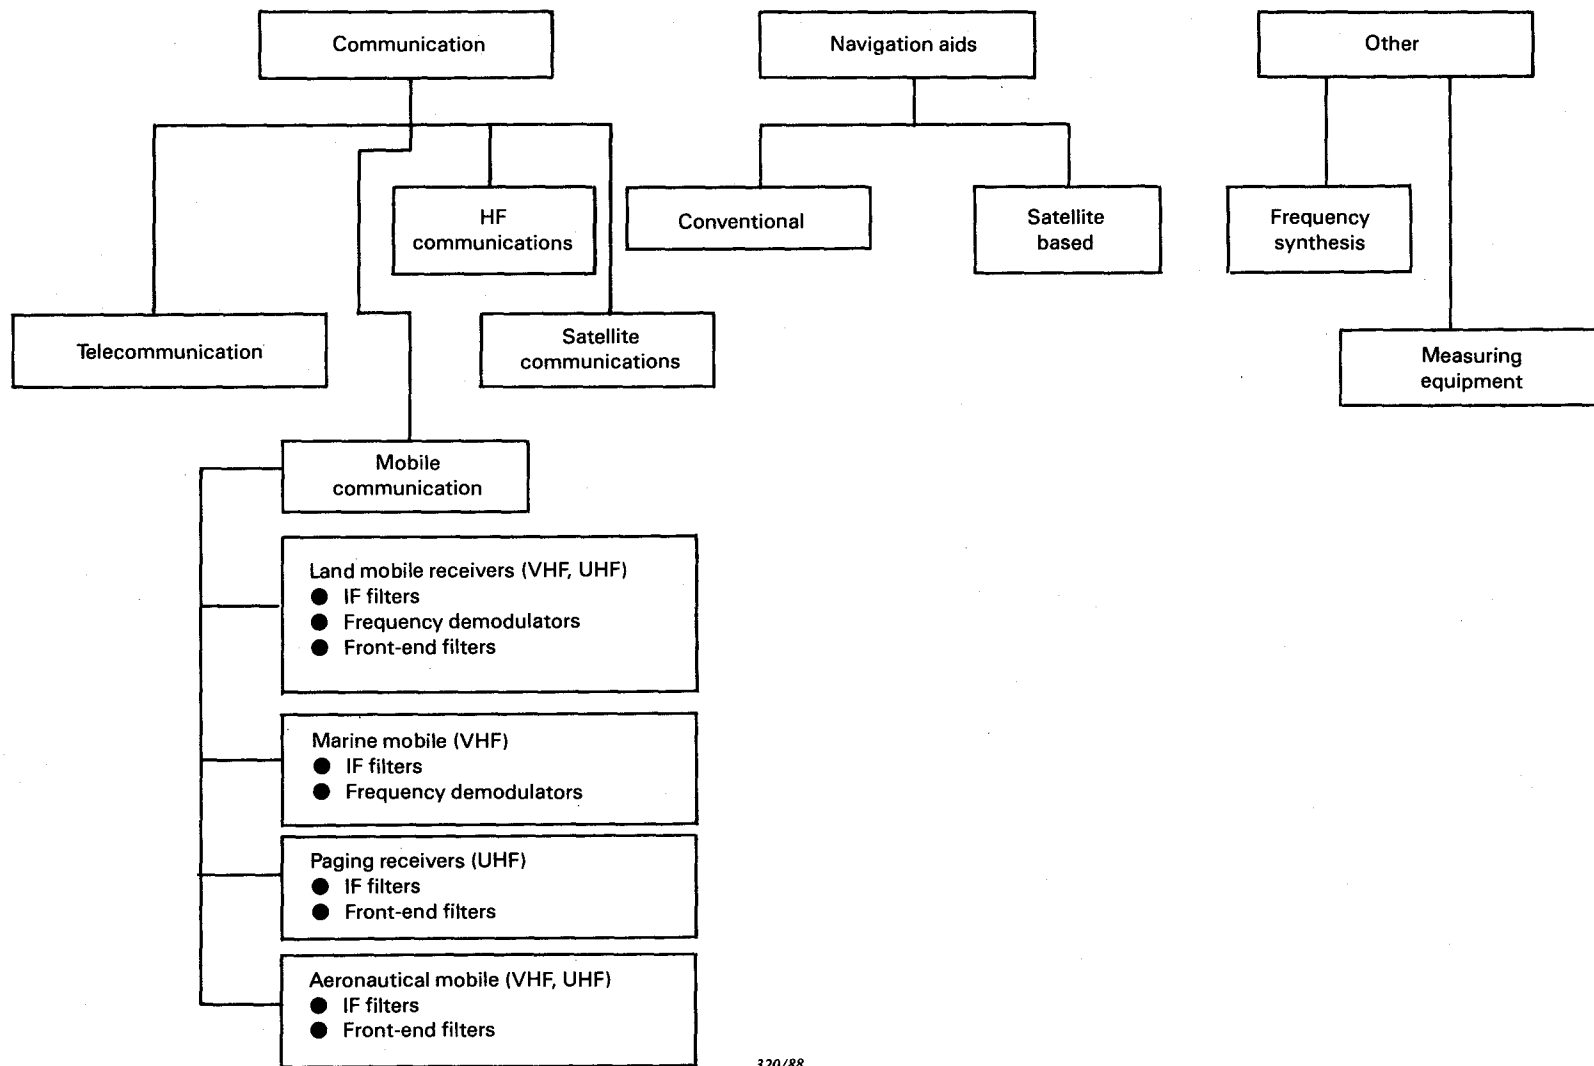 Communication
Navigation aids
Other
HF
communications
Conventional
Satellite
based
Frequency
synthesis
Telecommunication
Satellite
communications
Measuring
equipment
Mobile
communication
Land mobile receivers (VHF, UHF)
● IF filters
● Frequency demodulators
● Front-end filters
Marine mobile (VHF)
● IF filters
● Frequency demodulators
Paging receivers (UHF)
● IF filters
● Front-end filters
Aeronautical mobile (VHF, UHF)
● IF filters
● Front-end filters
320/88